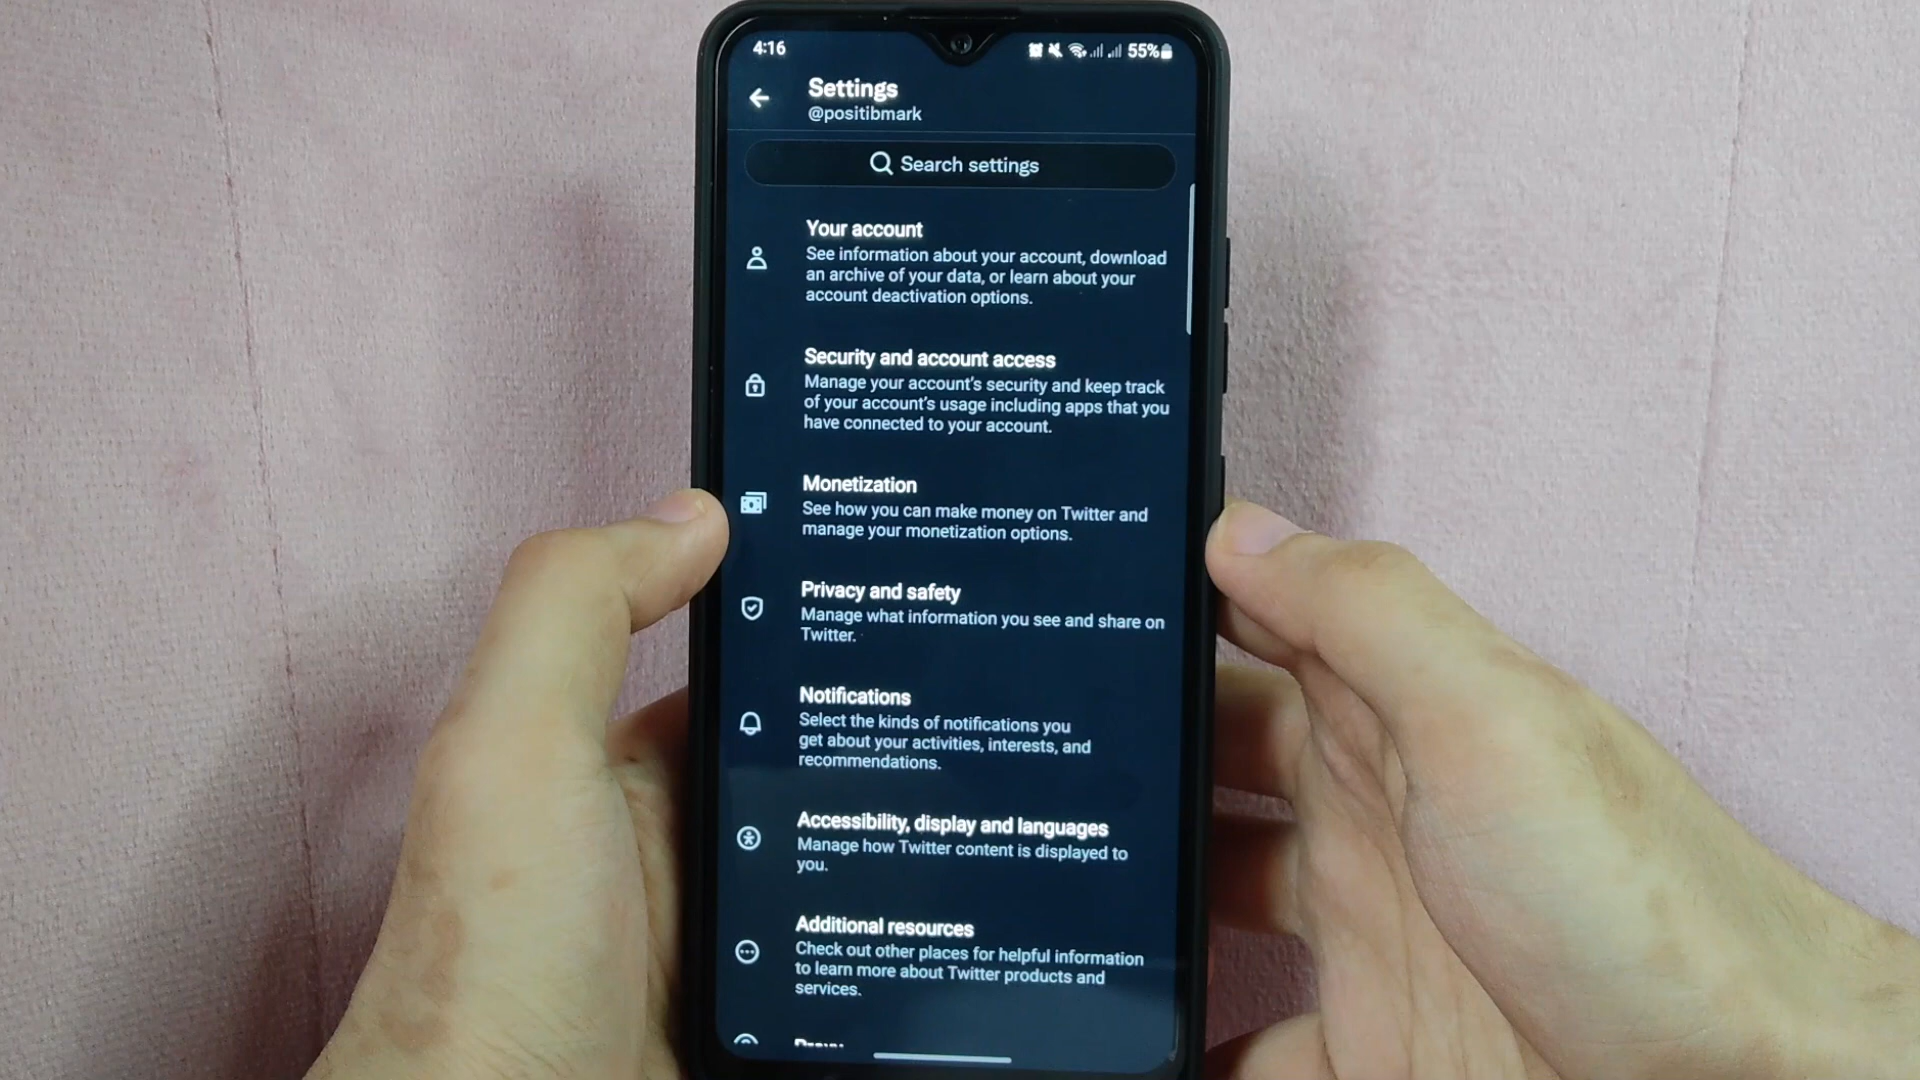 4:16
55%
Settings
@positibmark
Search settings
Your account
See information about your account, download
an archive of your data, or learn about your
account deactivation options.
Security and account access
Manage your account's security and keep track
of your account's usage including apps that you
have connected to your account.
Monetization
See how you can make money on Twitter and
manage your monetization options.
Privacy and safety
Manage what information you see and share on
Twitter.
Notifications
Select the kinds of notifications you
get about your activities, interests, and
recommendations.
Accessibility, display and languages
Manage how Twitter content is displayed to
you.
Additional resources
Check out other places for helpful information
to learn more about Twitter products and
services.
Proxy